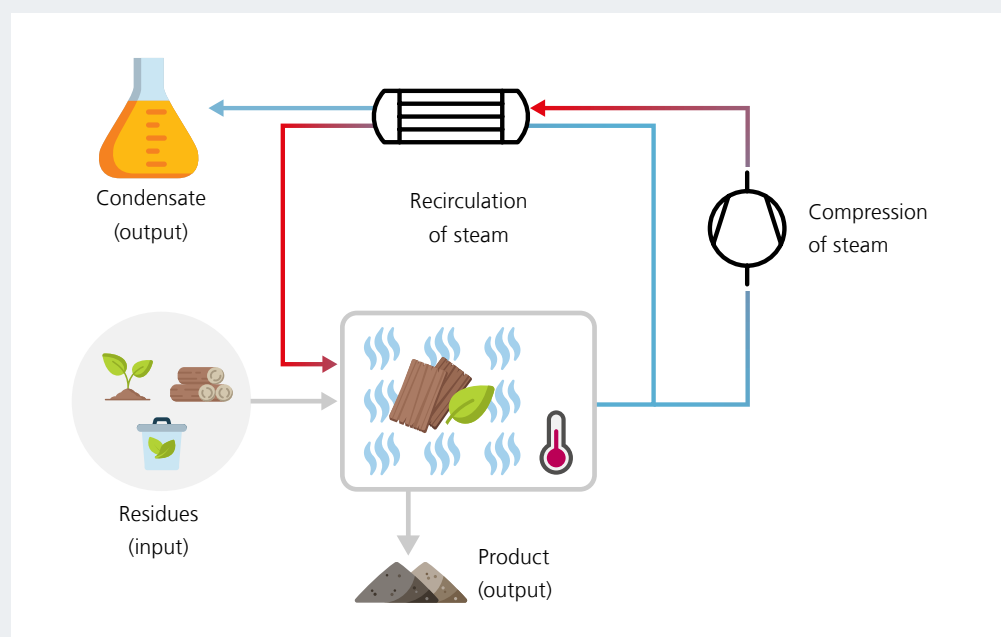 Condensate
(output)
Recirculation
of steam
Compression
of steam
Residues
(input)
Product
(output)